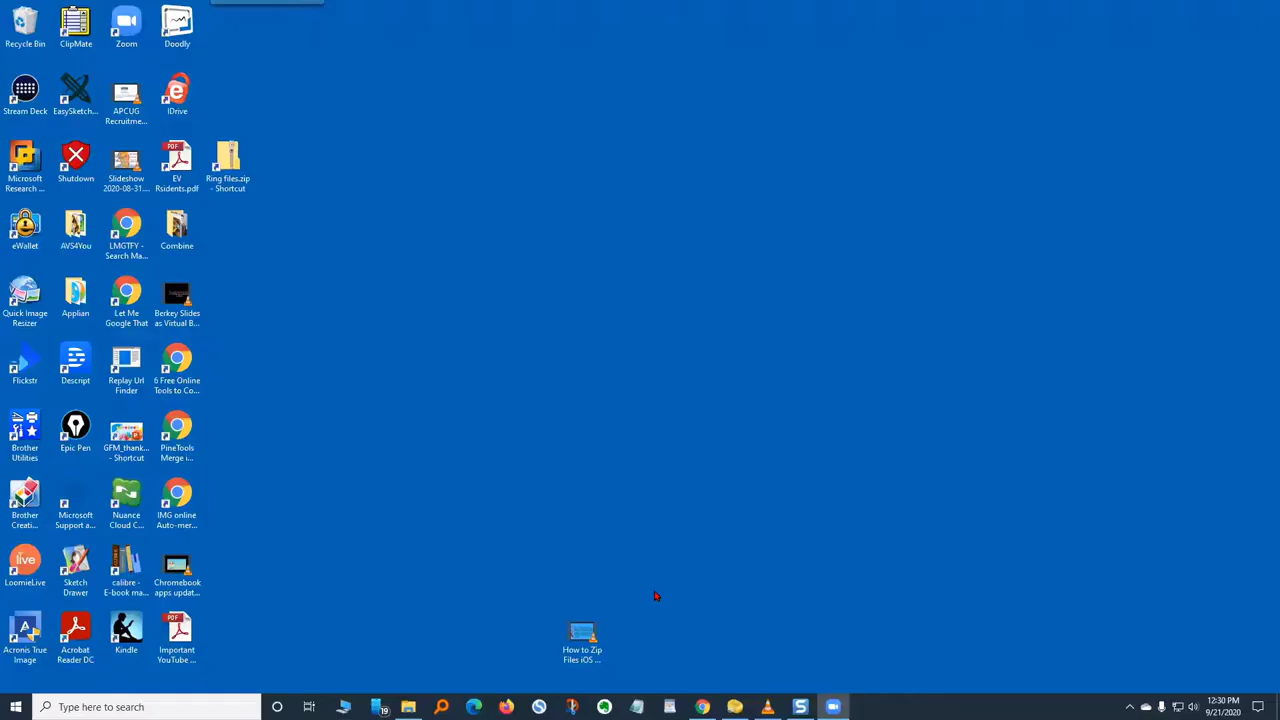 Recycle Bin
ClipMate
Zoom
Doodly
Stream Deck
EasySketch...
APCUG
Recruitme...
IDrive
Microsoft
Research ...
Shutdown
Slideshow
2020-08-31....
EV
Rsidents.pdf
Ring files.zip
- Shortcut
eWallet
AVS4You
LMGTFY -
Search Ma...
Combine
Quick Image
Resizer
Applian
Let Me
Google That
Berkey Slides
as Virtual B...
Flickstr
Descript
Replay Url
Finder
6 Free Online
Tools to Co...
Brother
Utilities
Epic Pen
GFM_thank...
- Shortcut
PineTools
Merge i...
Brother
Creati...
Microsoft
Support a...
Nuance
Cloud C...
IMG online
Auto-mer...
live
LoomieLive
Sketch
Drawer
calibre -
E-book ma...
Chromebook
apps updat...
Acronis True
Image
Acrobat
Reader DC
Kindle
PDF
Important
YouTube ...
How to Zip
Files iOS ...
Type here to search
19
12:30 PM
9/21/2020